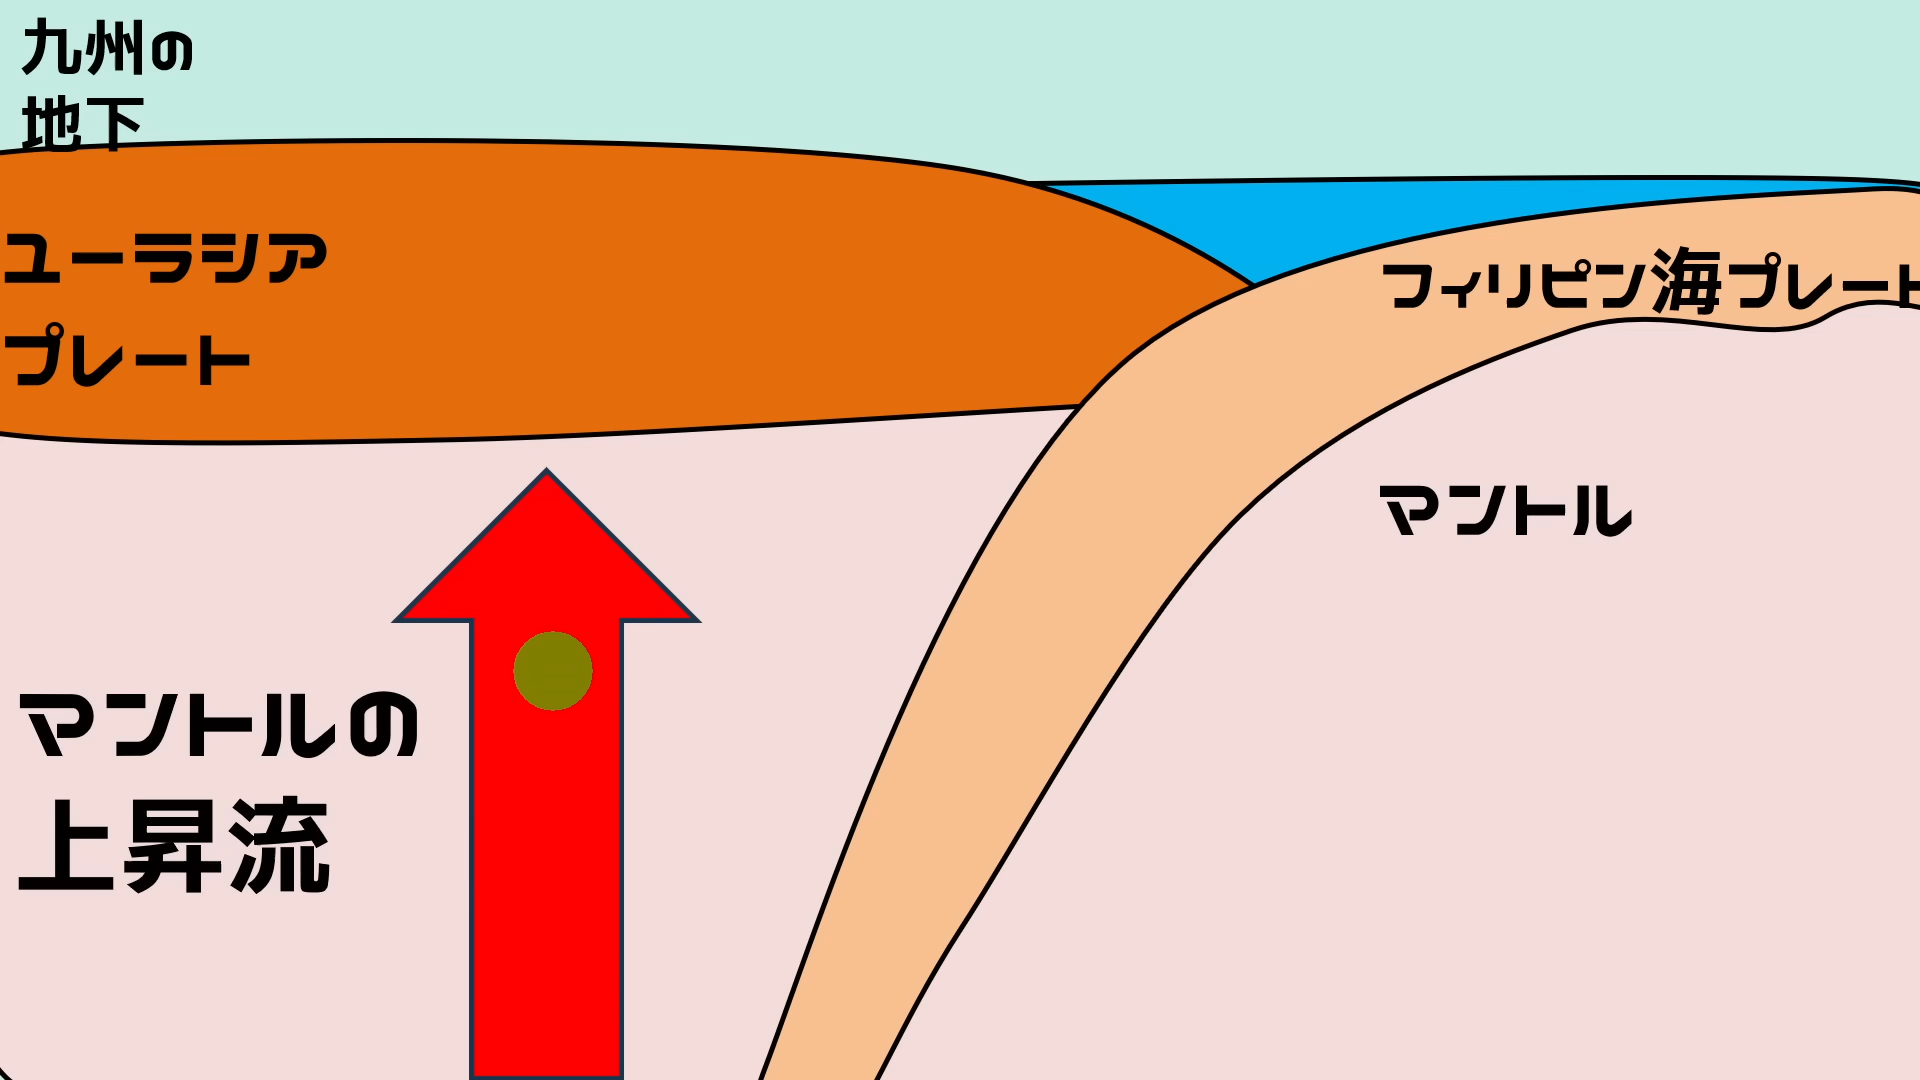 九州の
地下
ユーラシア
プレート
フィリピン海プレート
マントル
マントルの
上昇流